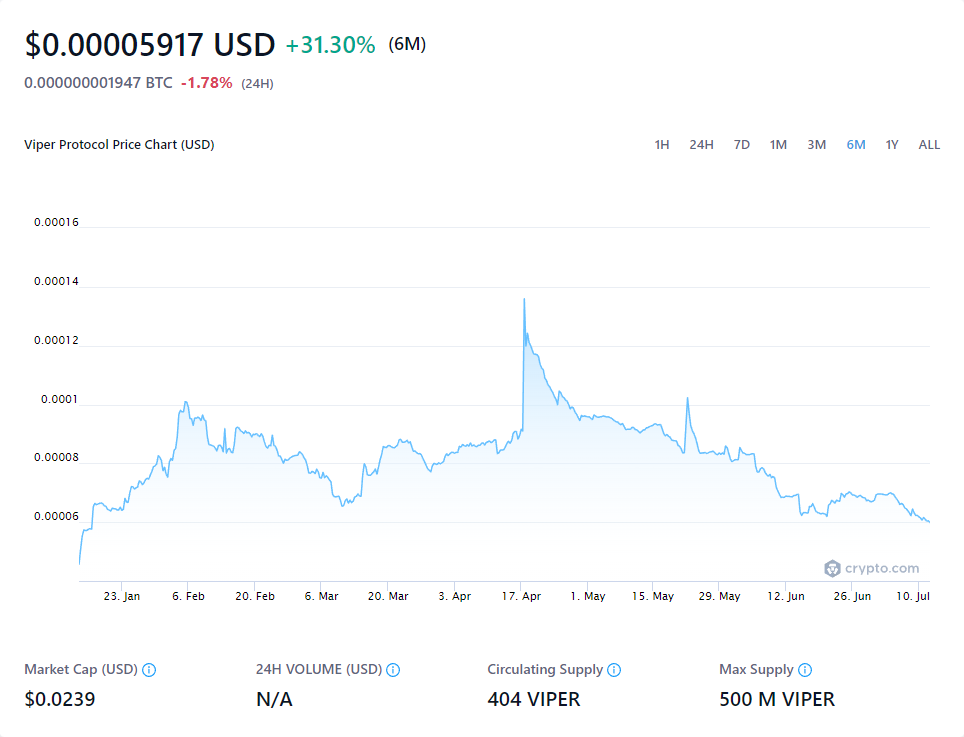 $0.00005917 USD +31.30% (6M)
0.000000001947 BTC -1.78% (24H)
Viper Protocol Price Chart (USD) 1H 24H 7D 1M 3M 6M 1Y ALL
0.00016
0.00014
0.00012
0.0001
0.00008
0.00006
crypto.com
23. Jan 6. Feb 20. Feb 6. Mar 20. Mar 3. Apr 17. Apr 1. May 15. May 29. May 12. Jun 26. Jun 10. Jul
Market Cap (USD) 24H VOLUME (USD) Circulating Supply Max Supply
$0.0239 N/A 404 VIPER 500 M VIPER